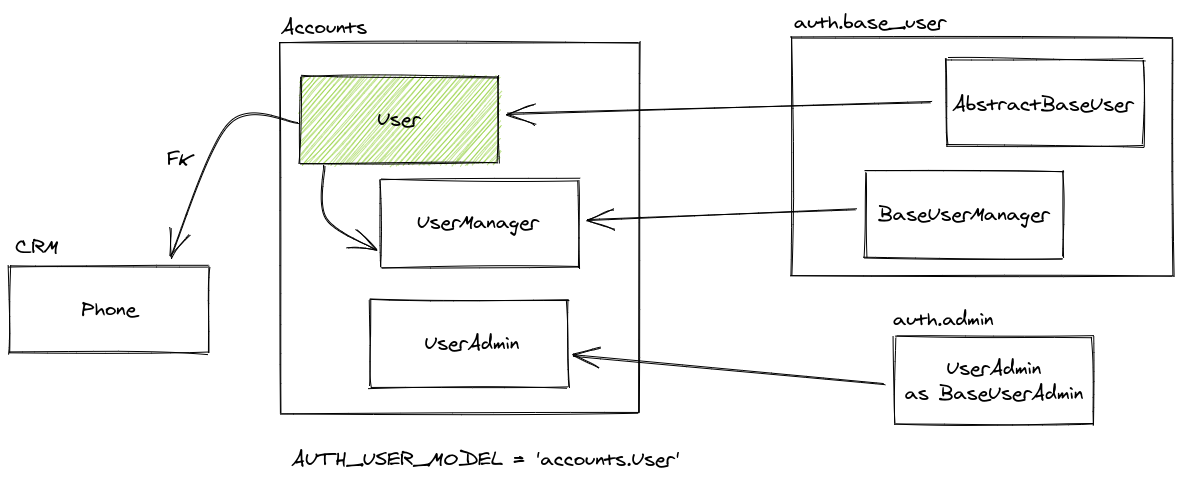 Accounts
auth.base_user
User
AbstractBaseUser
FK
UserManager
BaseUserManager
CRM
Phone
UserAdmin
auth.admin
UserAdmin
as BaseUserAdmin
AUTH_USER_MODEL = 'accounts.User'